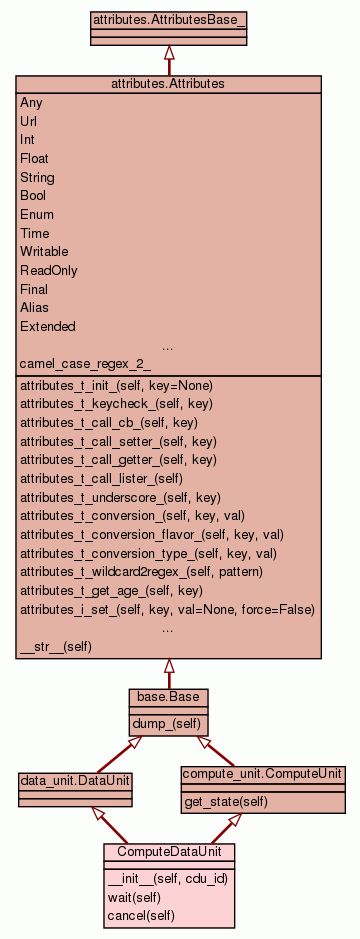 attributes.AttributesBase_
attributes.Attributes
Any
Url
Int
Float
String
Bool
Enum
Time
Writable
ReadOnly
Final
Alias
Extended
...
camel_case_regex_2_
attributes_t_init_(self, key=None)
attributes_t_keycheck_(self, key)
attributes_t_call_cb_(self, key)
attributes_t_call_setter_(self, key)
attributes_t_call_getter_(self, key)
attributes_t_call_lister_(self)
attributes_t_underscore_(self, key)
attributes_t_conversion_(self, key, val)
attributes_t_conversion_flavor_(self, key, val)
attributes_t_conversion_type_(self, key, val)
attributes_t_wildcard2regex_(self, pattern)
attributes_t_get_age_(self, key)
attributes_i_set_(self, key, val=None, force=False)
...
__str__(self)
base.Base
dump_(self)
data_unit.DataUnit
compute_unit.ComputeUnit
get_state(self)
ComputeDataUnit
__init__(self, cdu_id)
wait(self)
cancel(self)